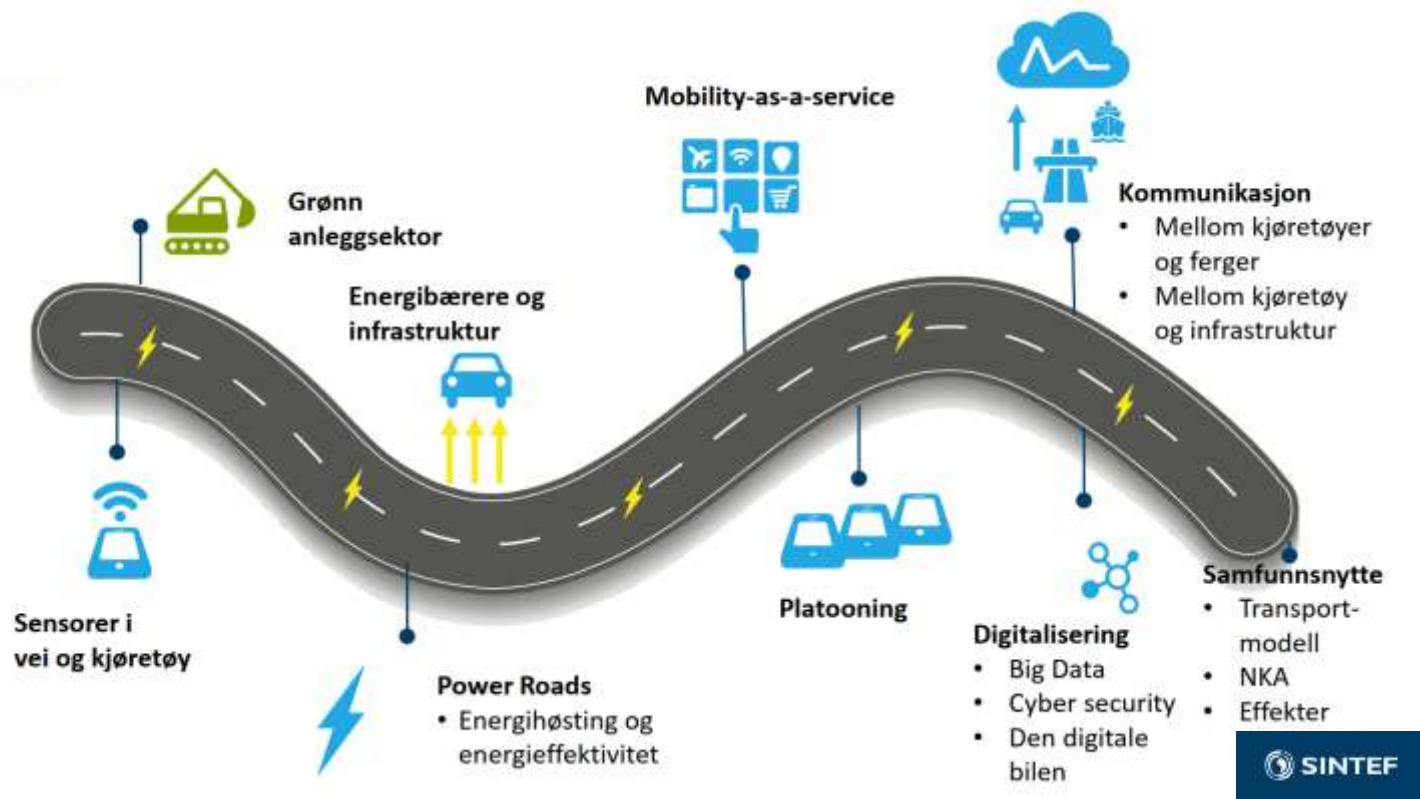 Mobility-as-a-service
Grønn
anleggsektor
Energibærere og
infrastruktur
Kommunikasjon
• Mellom kjøretøyer
og ferger
• Mellom kjøretøy
og infrastruktur
Sensorer i
vei og kjøretøy
Power Roads
• Energihøsting og
energieffektivitet
Platooning
Digitalisering
• Big Data
• Cyber security
• Den digitale
bilen
Samfunnsnytte
• Transport-
modell
• NKA
• Effekter
SINTEF